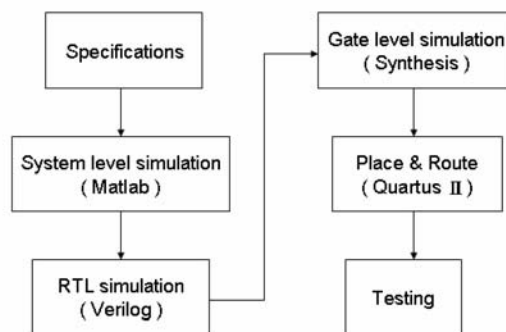 Specifications
System level simulation
( Matlab )
RTL simulation
( Verilog )
Gate level simulation
( Synthesis )
Place & Route
( Quartus Ⅱ )
Testing